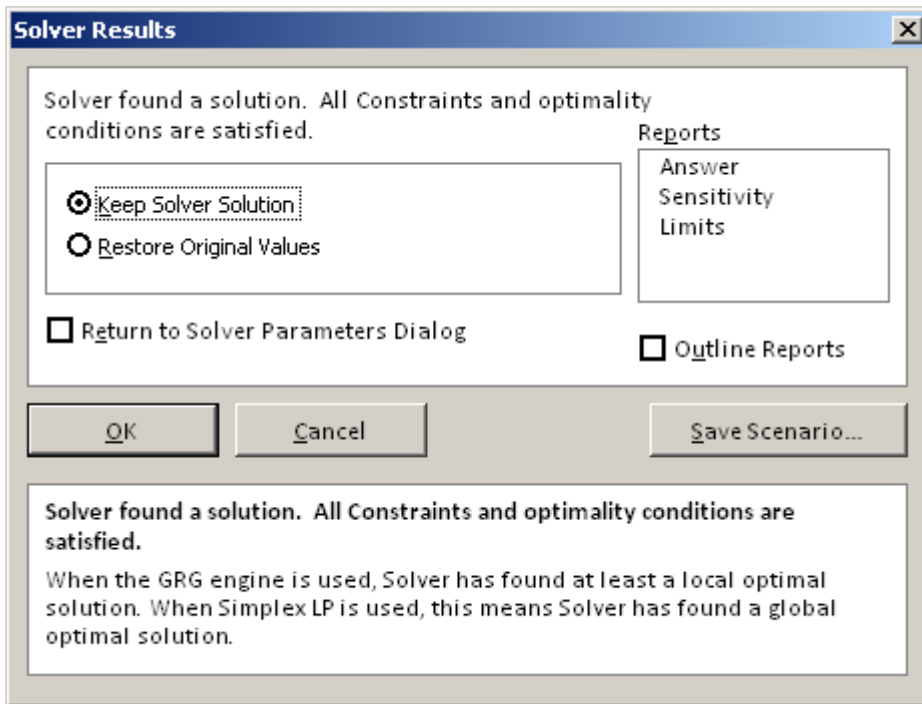 Solver Results
Solver found a solution. All Constraints and optimality
conditions are satisfied.
Reports
Answer
Sensitivity
Limits
Keep Solver Solution
Restore Original Values
Return to Solver Parameters Dialog
Outline Reports
OK
Cancel
Save Scenario...
Solver found a solution. All Constraints and optimality conditions are
satisfied.
When the GRG engine is used, Solver has found at least a local optimal
solution. When Simplex LP is used, this means Solver has found a global
optimal solution.